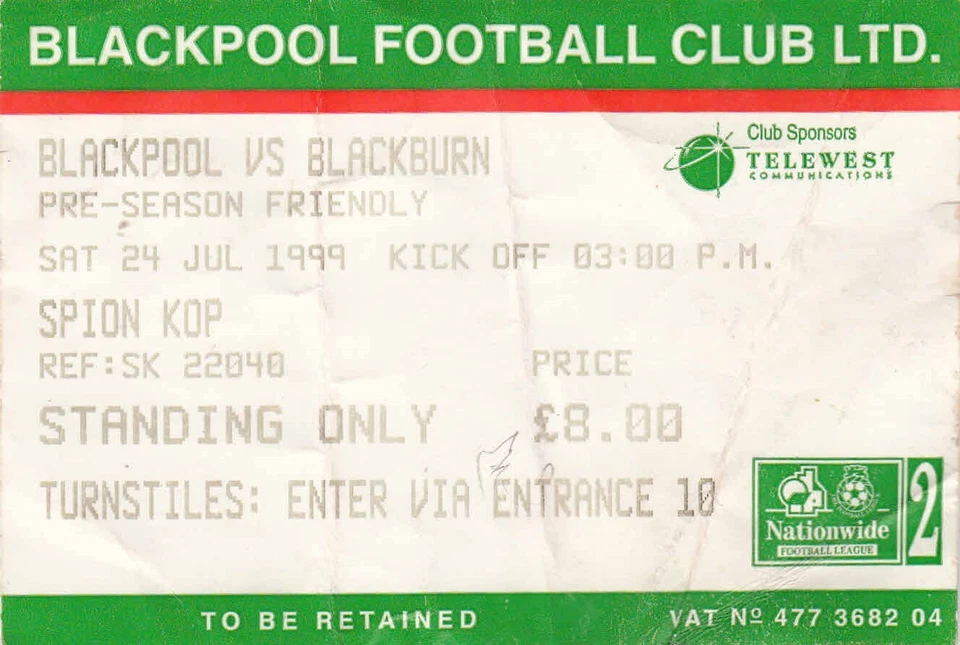 BLACKPOOL FOOTBALL CLUB LTD.
Club Sponsors
TELEWEST
COMMUNICATIONS
BLACKPOOL VS BLACKBURN
PRE-SEASON FRIENDLY
SAT 24 JUL 1999 KICK OFF 03:00 P.M.
SPION KOP
REF:SK 22040
PRICE
STANDING ONLY £8.00
TURNSTILES: ENTER VIA ENTRANCE 10
Nationwide
FOOTBALL LEAGUE
2
TO BE RETAINED
VAT Nº 477 3682 04